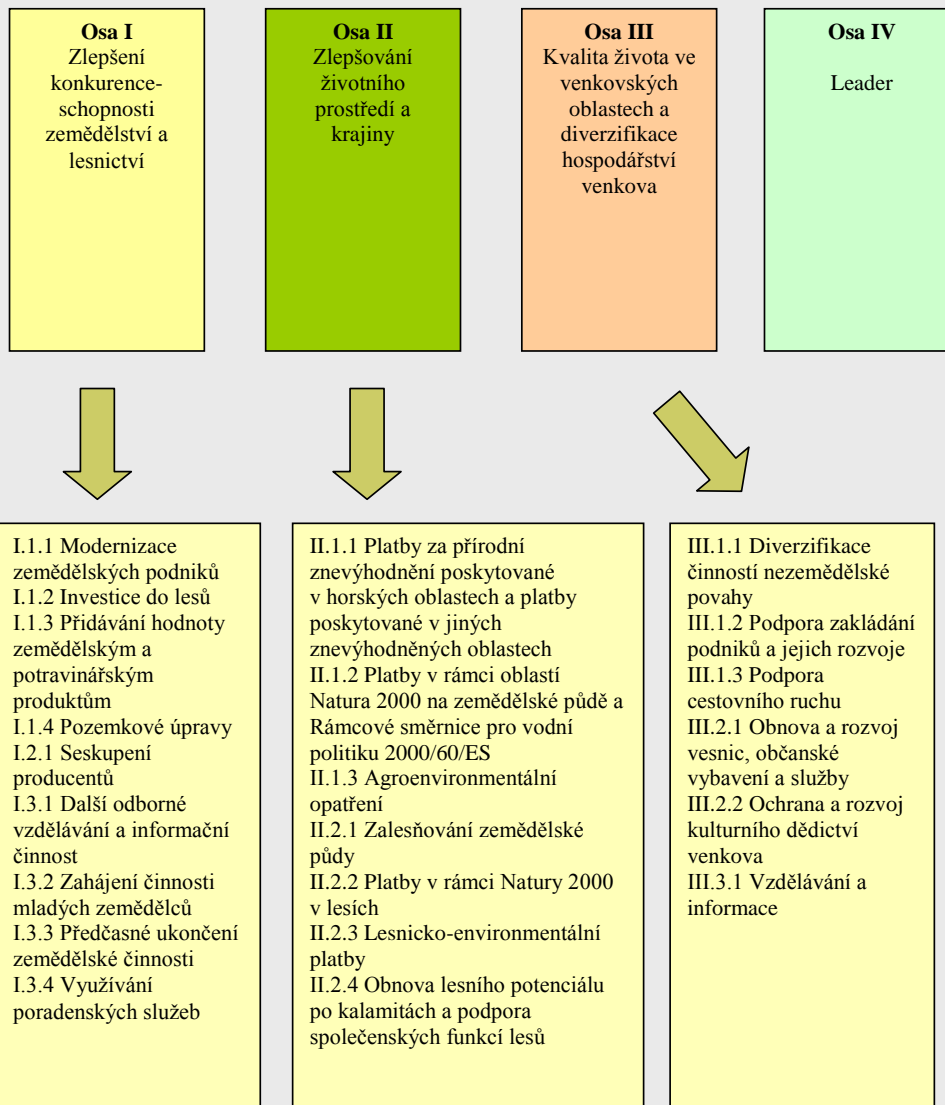 Osa I
Zlepšení
konkurence-
schopnosti
zemědělství a
lesnictví
Osa II
Zlepšování
životního
prostředí a
krajiny
Osa III
Kvalita života ve
venkovských
oblastech a
diverzifikace
hospodářství
venkova
Osa IV
Leader
I.1.1 Modernizace
zemědělských podniků
I.1.2 Investice do lesů
I.1.3 Přidávání hodnoty
zemědělským a
potravinářským
produktům
I.1.4 Pozemkové úpravy
I.2.1 Seskupení
producentů
I.3.1 Další odborné
vzdělávání a informační
činnost
I.3.2 Zahájení činnosti
mladých zemědělců
I.3.3 Předčasné ukončení
zemědělské činnosti
I.3.4 Využívání
poradenských služeb
II.1.1 Platby za přírodní
znevýhodnění poskytované
v horských oblastech a platby
poskytované v jiných
znevýhodněných oblastech
II.1.2 Platby v rámci oblastí
Natura 2000 na zemědělské půdě a
Rámcové směrnice pro vodní
politiku 2000/60/ES
II.1.3 Agroenvironmentální
opatření
II.2.1 Zalesňování zemědělské
půdy
II.2.2 Platby v rámci Natury 2000
v lesích
II.2.3 Lesnicko-environmentální
platby
II.2.4 Obnova lesního potenciálu
po kalamitách a podpora
společenských funkcí lesů
III.1.1 Diverzifikace
činností nezemědělské
povahy
III.1.2 Podpora zakládání
podniků a jejich rozvoje
III.1.3 Podpora
cestovního ruchu
III.2.1 Obnova a rozvoj
vesnic, občanské
vybavení a služby
III.2.2 Ochrana a rozvoj
kulturního dědictví
venkova
III.3.1 Vzdělávání a
informace